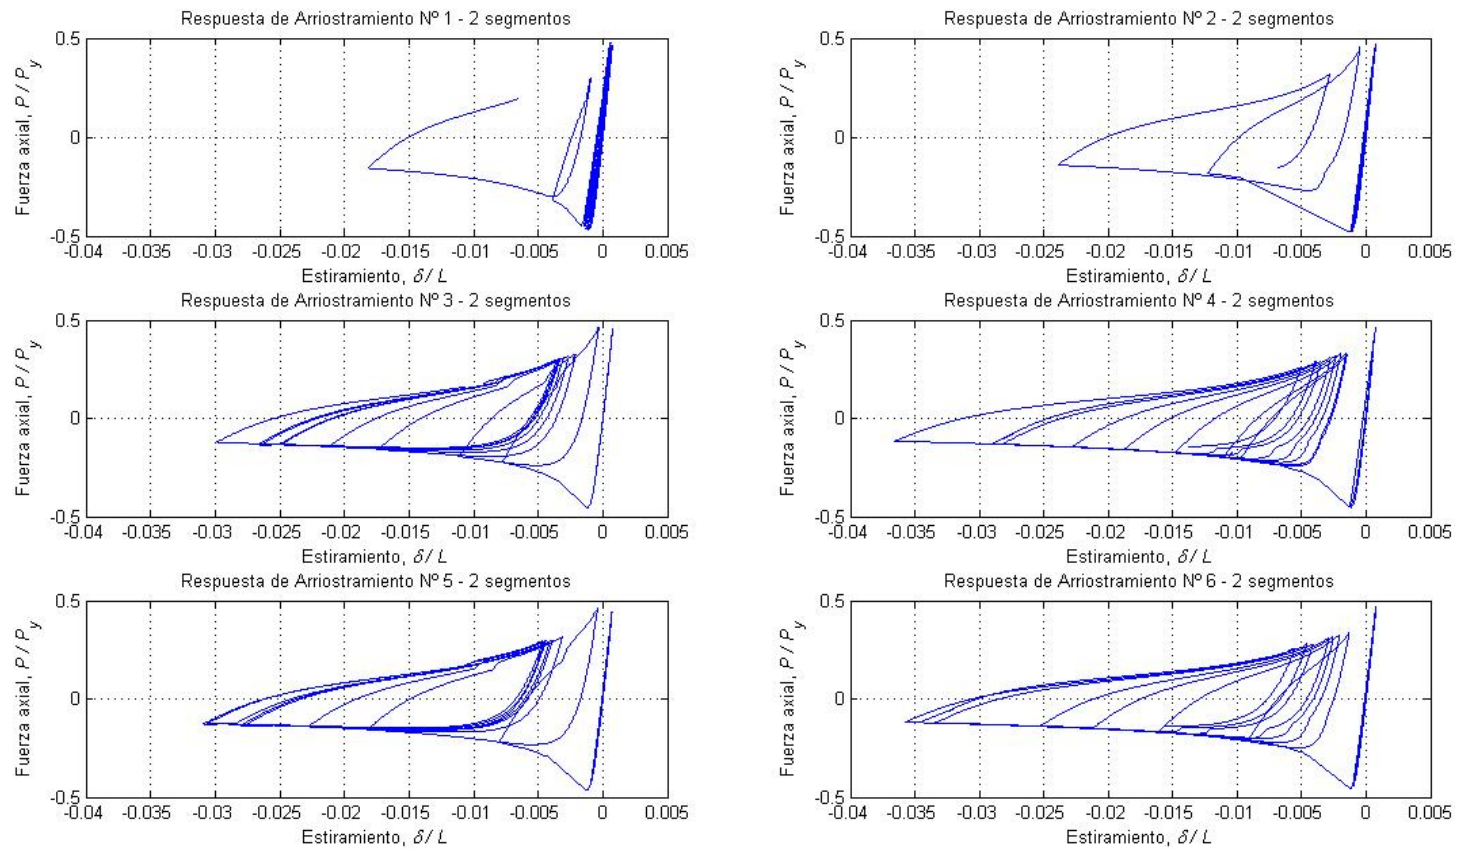 Respuesta de Arriostramiento Nº 1 - 2 segmentos
0.5
0
-0.5
Fuerza axial, P / P_y
-0.04 -0.035 -0.03 -0.025 -0.02 -0.015 -0.01 -0.005 0 0.005
Estiramiento, δ / L
Respuesta de Arriostramiento Nº 2 - 2 segmentos
0.5
0
-0.5
Fuerza axial, P / P_y
-0.04 -0.035 -0.03 -0.025 -0.02 -0.015 -0.01 -0.005 0 0.005
Estiramiento, δ / L
Respuesta de Arriostramiento Nº 3 - 2 segmentos
0.5
0
-0.5
Fuerza axial, P / P_y
-0.04 -0.035 -0.03 -0.025 -0.02 -0.015 -0.01 -0.005 0 0.005
Estiramiento, δ / L
Respuesta de Arriostramiento Nº 4 - 2 segmentos
0.5
0
-0.5
Fuerza axial, P / P_y
-0.04 -0.035 -0.03 -0.025 -0.02 -0.015 -0.01 -0.005 0 0.005
Estiramiento, δ / L
Respuesta de Arriostramiento Nº 5 - 2 segmentos
0.5
0
-0.5
Fuerza axial, P / P_y
-0.04 -0.035 -0.03 -0.025 -0.02 -0.015 -0.01 -0.005 0 0.005
Estiramiento, δ / L
Respuesta de Arriostramiento Nº 6 - 2 segmentos
0.5
0
-0.5
Fuerza axial, P / P_y
-0.04 -0.035 -0.03 -0.025 -0.02 -0.015 -0.01 -0.005 0 0.005
Estiramiento, δ / L